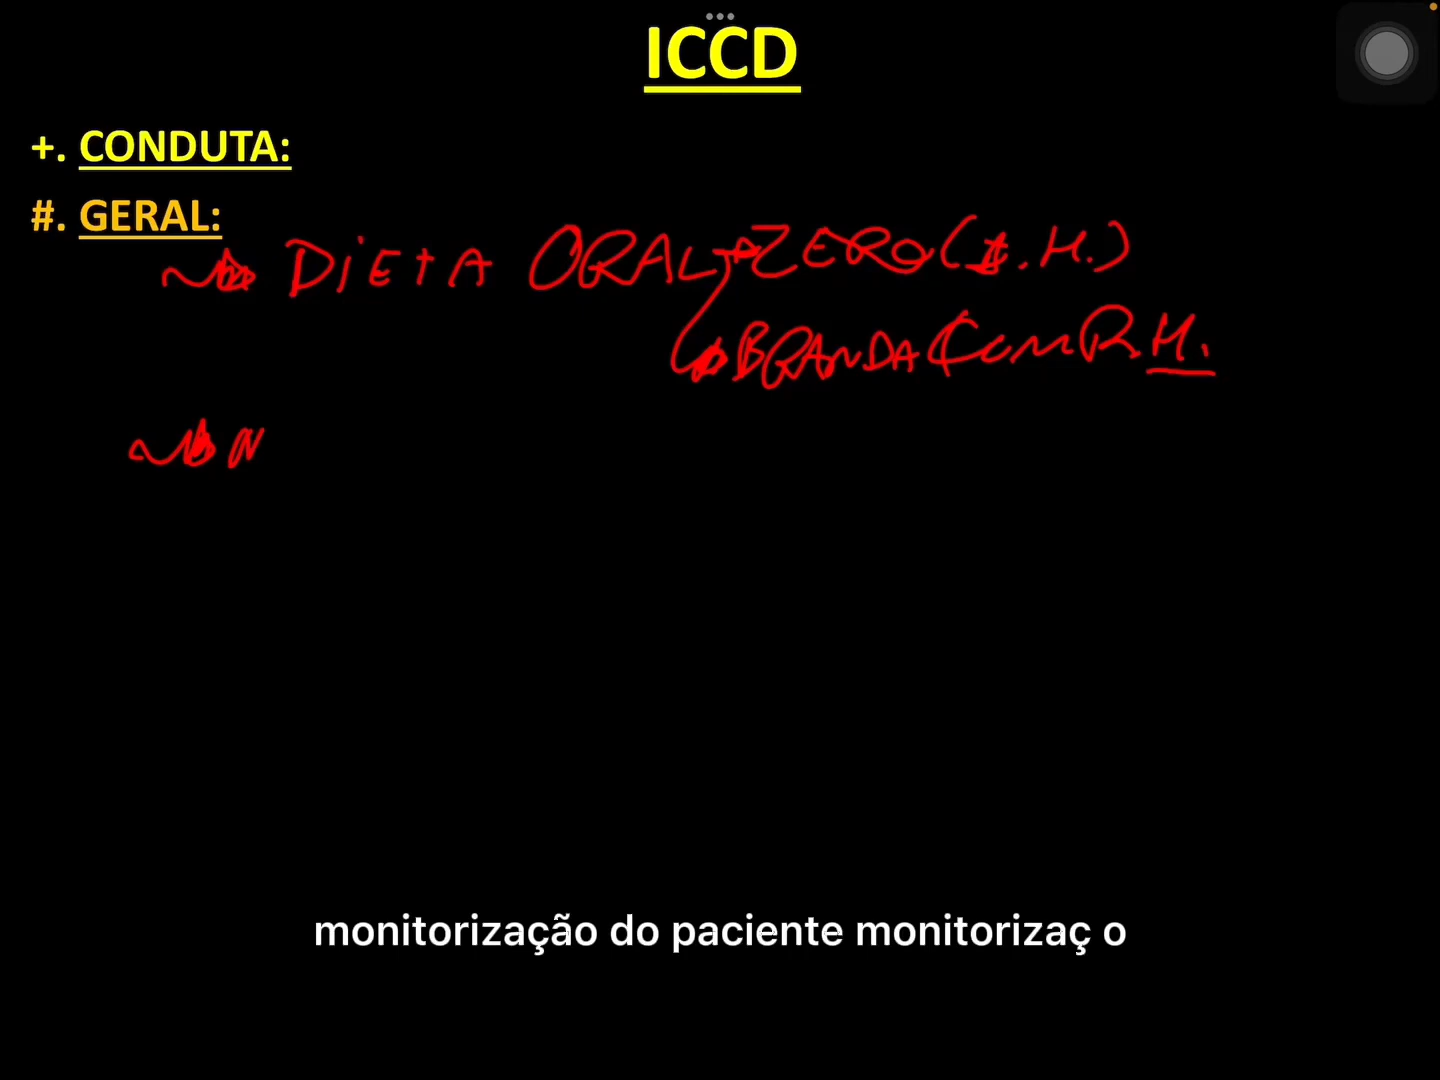 ICCD
+. CONDUTA:
#. GERAL:
DIETA ORAL ZERO (I.H.)
BRANDA COM R.H.
monitorização do paciente monitorizaç o